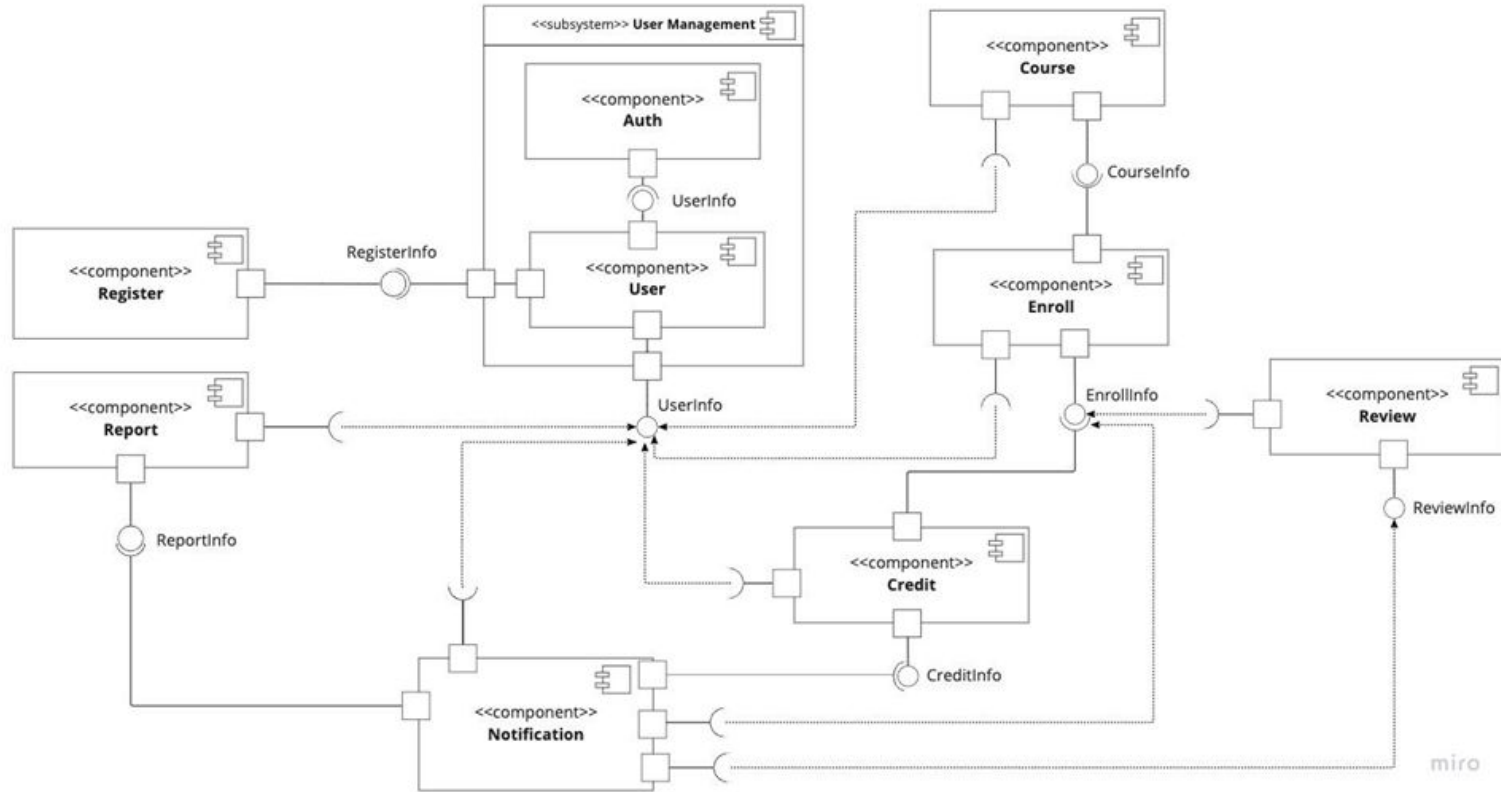 <<subsystem>> User Management
<<component>>
Auth
UserInfo
<<component>>
User
<<component>>
Course
CourseInfo
<<component>>
Register
RegisterInfo
<<component>>
Enroll
EnrollInfo
<<component>>
Report
UserInfo
<<component>>
Review
ReportInfo
ReviewInfo
<<component>>
Credit
CreditInfo
<<component>>
Notification
miro